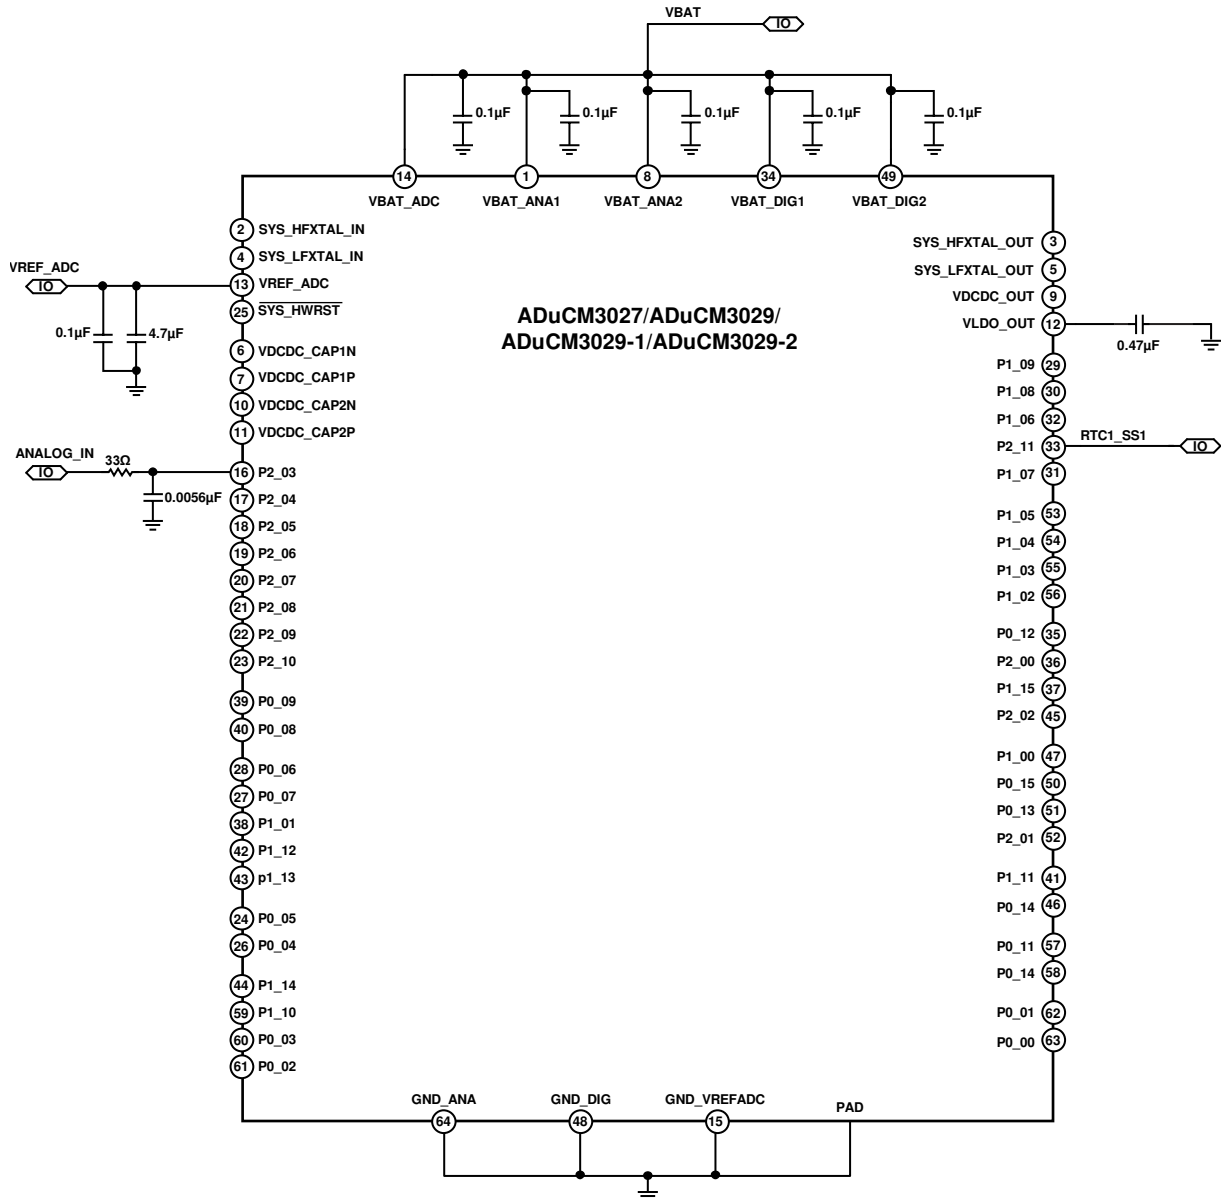 VBAT
IO
0.1µF
0.1µF
0.1µF
0.1µF
0.1µF
14
1
8
34
49
VBAT_ADC
VBAT_ANA1
VBAT_ANA2
VBAT_DIG1
VBAT_DIG2
ADuCM3027/ADuCM3029/
ADuCM3029-1/ADuCM3029-2
VREF_ADC
IO
0.1µF
4.7µF
ANALOG_IN
IO
33Ω
0.0056µF
2 SYS_HFXTAL_IN
4 SYS_LFXTAL_IN
13 VREF_ADC
25 SYS_HWRST
6 VDCDC_CAP1N
7 VDCDC_CAP1P
10 VDCDC_CAP2N
11 VDCDC_CAP2P
16 P2_03
17 P2_04
18 P2_05
19 P2_06
20 P2_07
21 P2_08
22 P2_09
23 P2_10
39 P0_09
40 P0_08
28 P0_06
27 P0_07
38 P1_01
42 P1_12
43 p1_13
24 P0_05
26 P0_04
44 P1_14
59 P1_10
60 P0_03
61 P0_02
SYS_HFXTAL_OUT 3
SYS_LFXTAL_OUT 5
VDCDC_OUT 9
VLDO_OUT 12
0.47µF
P1_09 29
P1_08 30
P1_06 32
P2_11 33
RTC1_SS1
IO
P1_07 31
P1_05 53
P1_04 54
P1_03 55
P1_02 56
P0_12 35
P2_00 36
P1_15 37
P2_02 45
P1_00 47
P0_15 50
P0_13 51
P2_01 52
P1_11 41
P0_14 46
P0_11 57
P0_14 58
P0_01 62
P0_00 63
GND_ANA
GND_DIG
GND_VREFADC
PAD
64
48
15